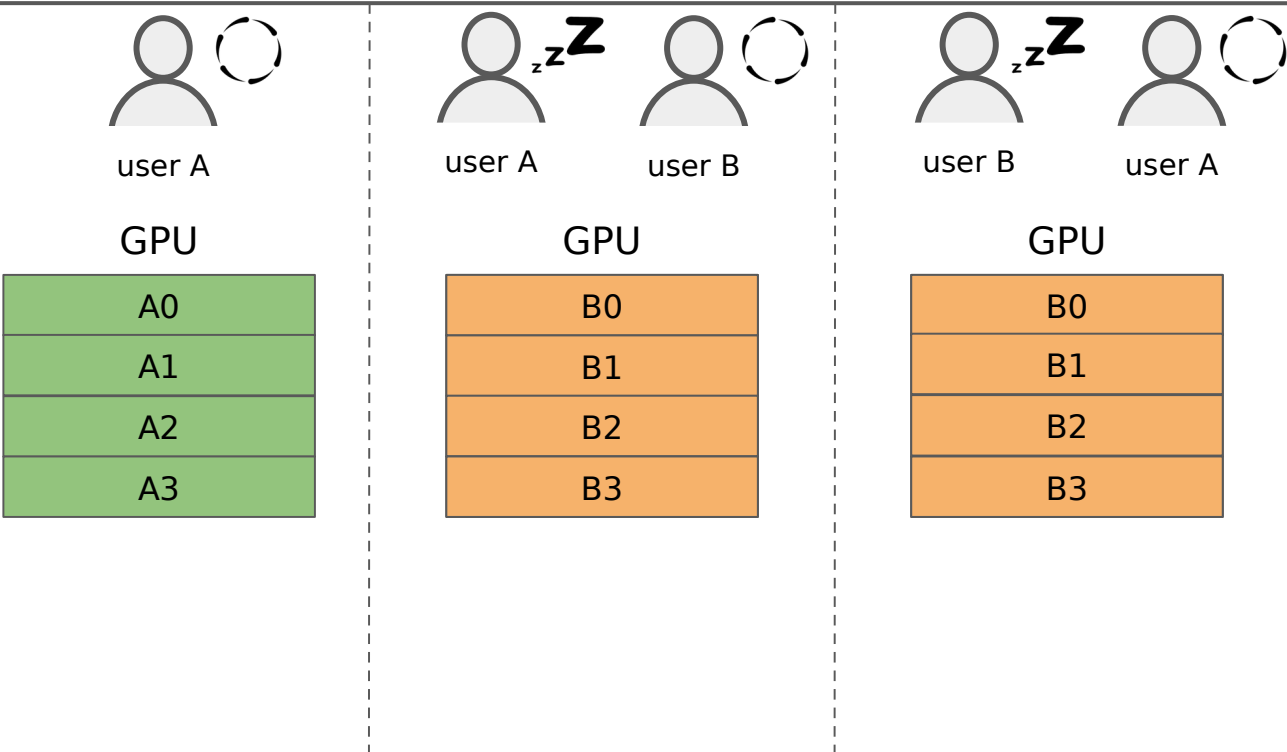 z z Z
z z Z
user A
user A
user B
user B
user A
GPU
GPU
GPU
A0
A1
A2
A3
B0
B1
B2
B3
B0
B1
B2
B3